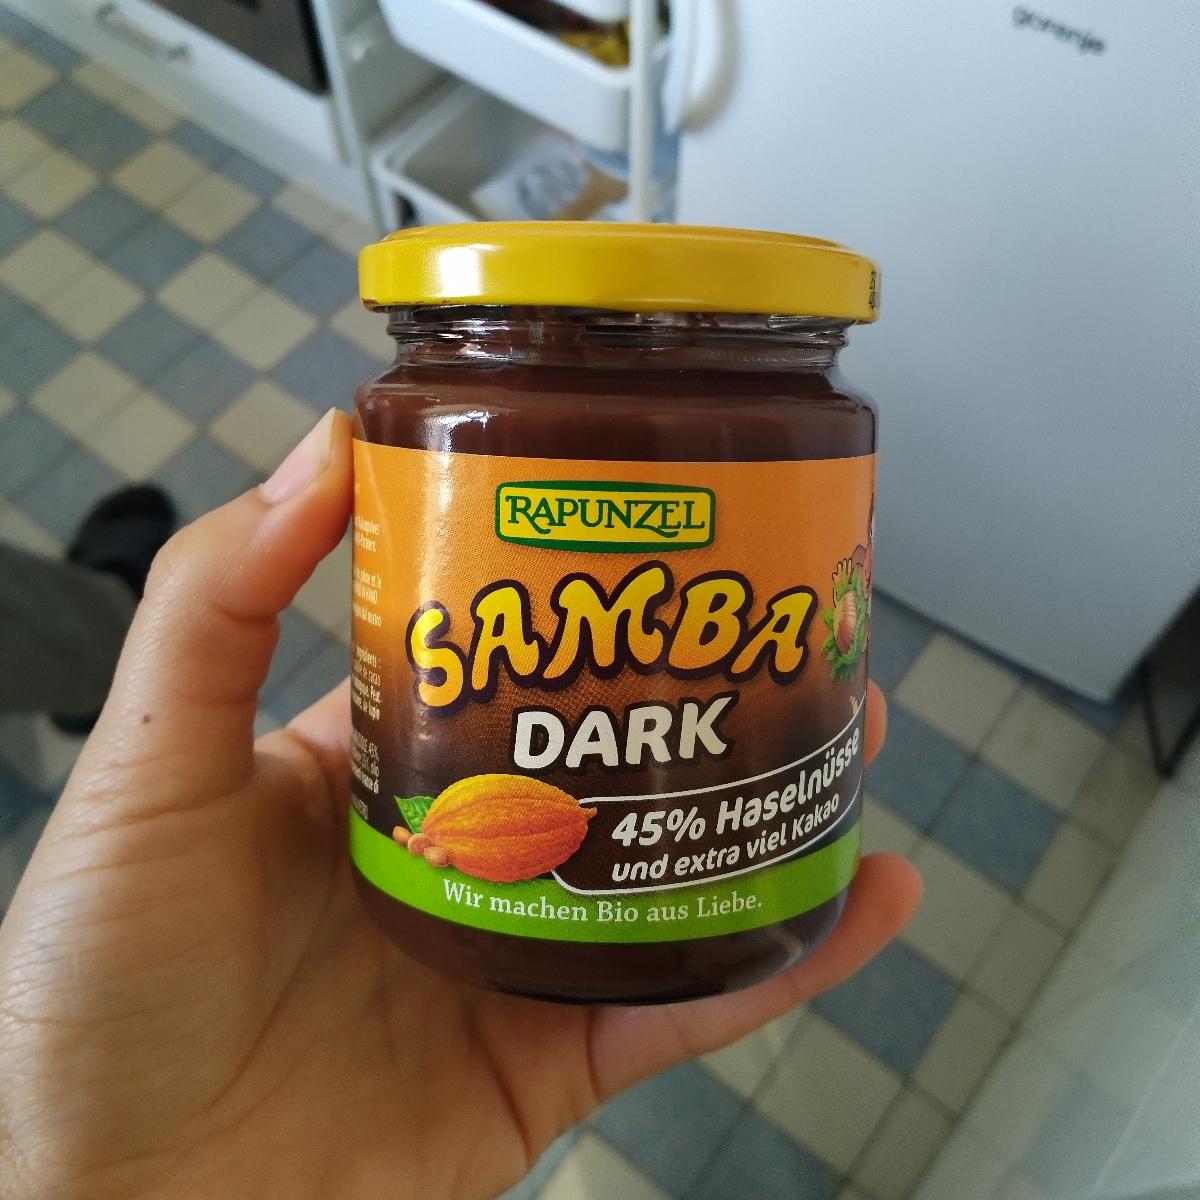 gorenje
RAPUNZEL
SAMBA
DARK
45% Haselnüsse
und extra viel Kakao
Wir machen Bio aus Liebe.